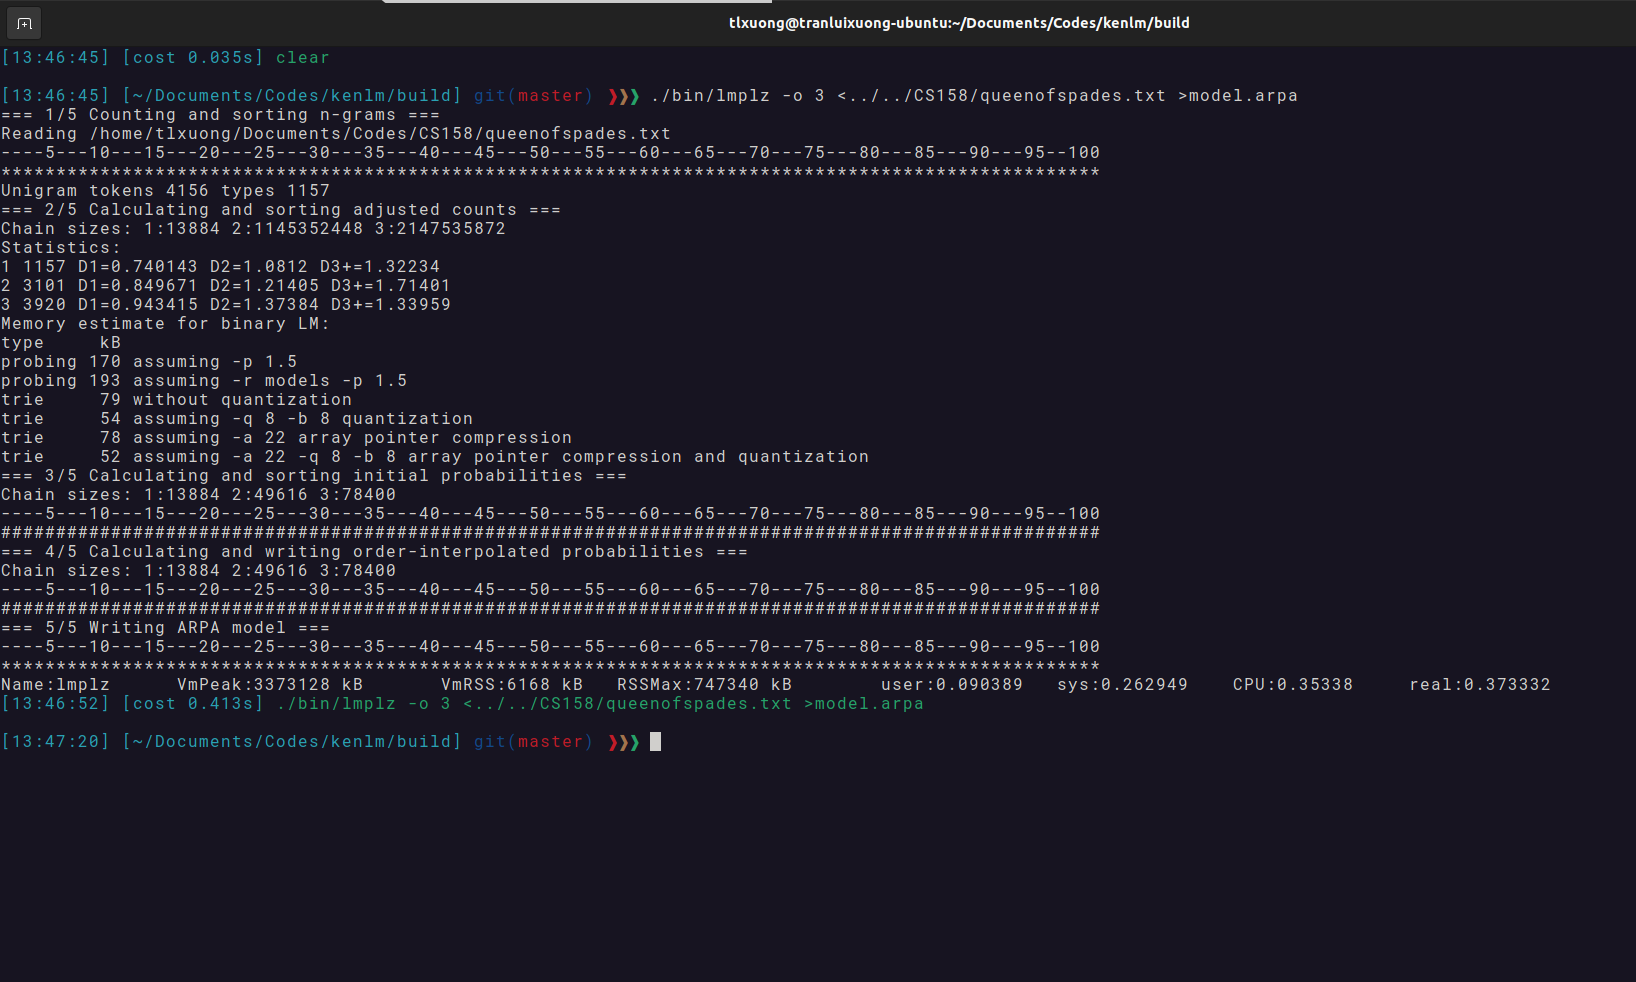 tlxuong@tranluixuong-ubuntu:~/Documents/Codes/kenlm/build
[13:46:45] [cost 0.035s] clear
[13:46:45] [~/Documents/Codes/kenlm/build] git(master) ❯❯❯ ./bin/lmplz -o 3 <../../CS158/queenofspades.txt >model.arpa
=== 1/5 Counting and sorting n-grams ===
Reading /home/tlxuong/Documents/Codes/CS158/queenofspades.txt
----5---10---15---20---25---30---35---40---45---50---55---60---65---70---75---80---85---90---95--100
****************************************************************************************************
Unigram tokens 4156 types 1157
=== 2/5 Calculating and sorting adjusted counts ===
Chain sizes: 1:13884 2:1145352448 3:2147535872
Statistics:
1 1157 D1=0.740143 D2=1.0812 D3+=1.32234
2 3101 D1=0.849671 D2=1.21405 D3+=1.71401
3 3920 D1=0.943415 D2=1.37384 D3+=1.33959
Memory estimate for binary LM:
type     kB
probing 170 assuming -p 1.5
probing 193 assuming -r models -p 1.5
trie     79 without quantization
trie     54 assuming -q 8 -b 8 quantization
trie     78 assuming -a 22 array pointer compression
trie     52 assuming -a 22 -q 8 -b 8 array pointer compression and quantization
=== 3/5 Calculating and sorting initial probabilities ===
Chain sizes: 1:13884 2:49616 3:78400
----5---10---15---20---25---30---35---40---45---50---55---60---65---70---75---80---85---90---95--100
####################################################################################################
=== 4/5 Calculating and writing order-interpolated probabilities ===
Chain sizes: 1:13884 2:49616 3:78400
----5---10---15---20---25---30---35---40---45---50---55---60---65---70---75---80---85---90---95--100
####################################################################################################
=== 5/5 Writing ARPA model ===
----5---10---15---20---25---30---35---40---45---50---55---60---65---70---75---80---85---90---95--100
****************************************************************************************************
Name:lmplz	VmPeak:3373128 kB	VmRSS:6168 kB	RSSMax:747340 kB	user:0.090389	sys:0.262949	CPU:0.35338	real:0.373332
[13:46:52] [cost 0.413s] ./bin/lmplz -o 3 <../../CS158/queenofspades.txt >model.arpa
[13:47:20] [~/Documents/Codes/kenlm/build] git(master) ❯❯❯